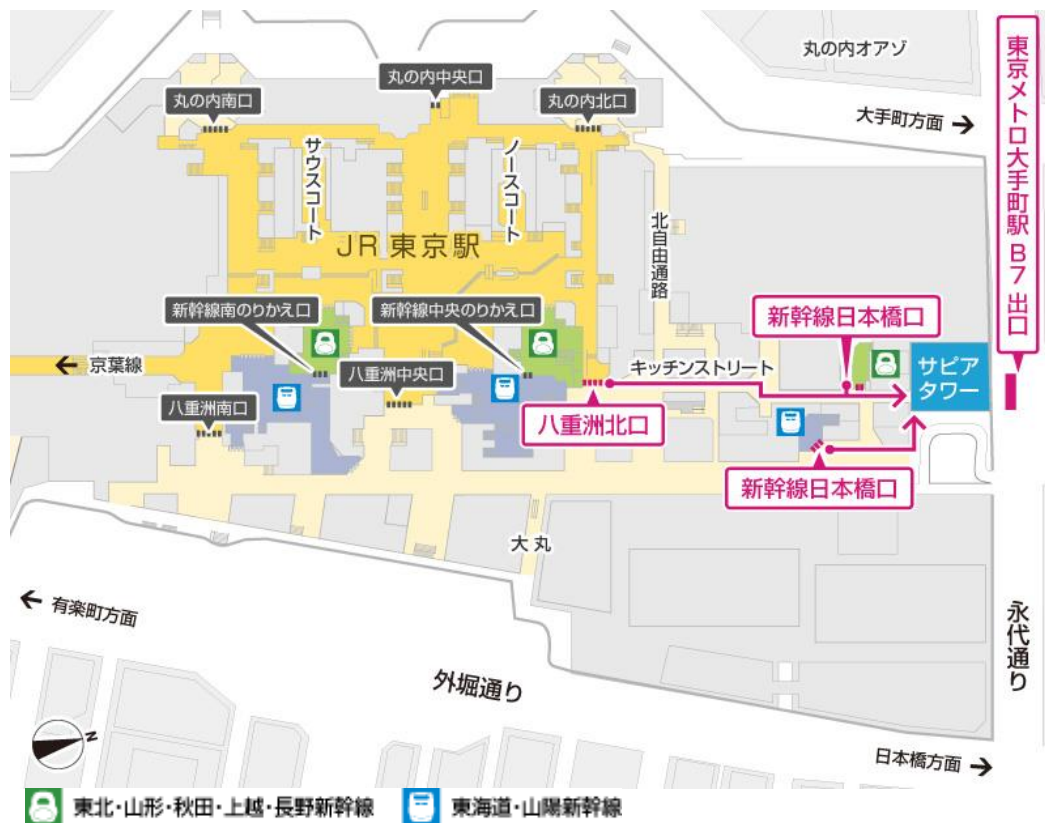 丸の内オアゾ
丸の内中央口
丸の内南口
丸の内北口
大手町方面
東京メトロ大手町駅 B7 出口
サウスコート
ノースコート
JR 東京駅
北自由通路
新幹線南のりかえ口
新幹線中央のりかえ口
新幹線日本橋口
京葉線
八重洲中央口
キッチンストリート
サピア
タワー
八重洲南口
八重洲北口
新幹線日本橋口
大丸
有楽町方面
永代通り
外堀通り
N
日本橋方面
東北・山形・秋田・上越・長野新幹線
東海道・山陽新幹線